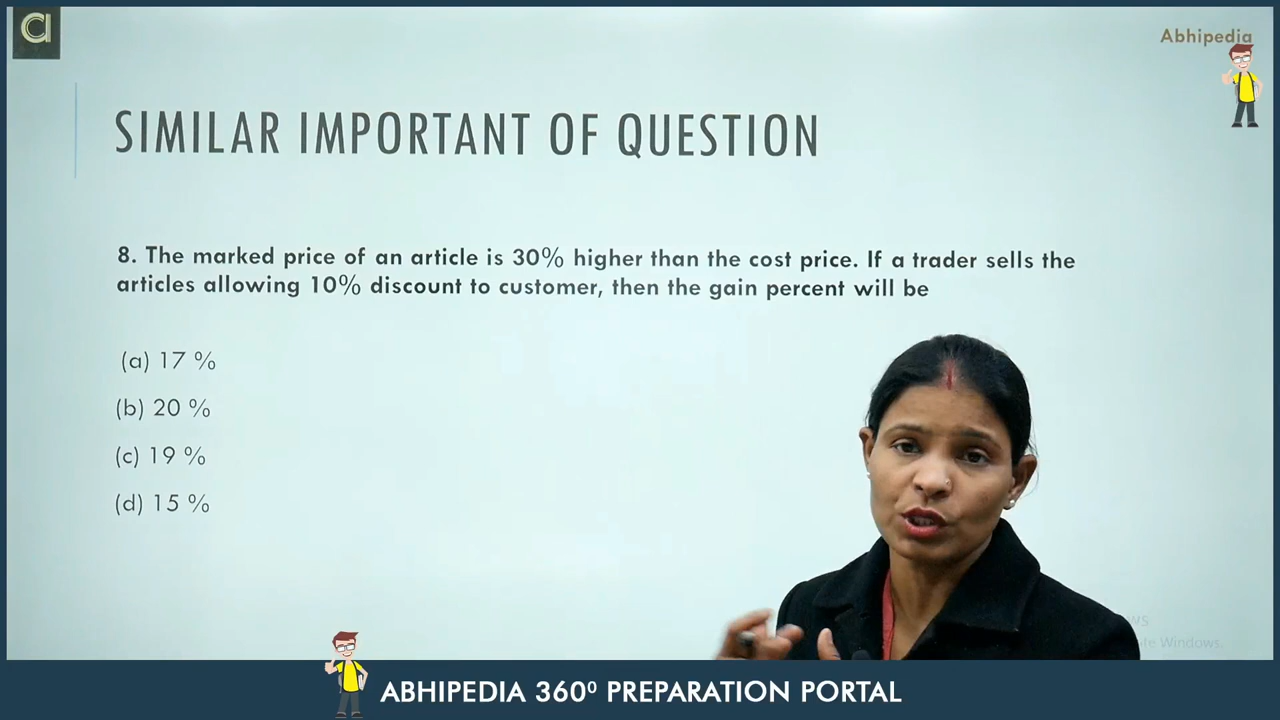 a
Abhipedia
SIMILAR IMPORTANT OF QUESTION
8. The marked price of an article is 30% higher than the cost price. If a trader sells the
articles allowing 10% discount to customer, then the gain percent will be
(a) 17 %
(b) 20 %
(c) 19 %
(d) 15 %
Windows.
ABHIPEDIA 360⁰ PREPARATION PORTAL